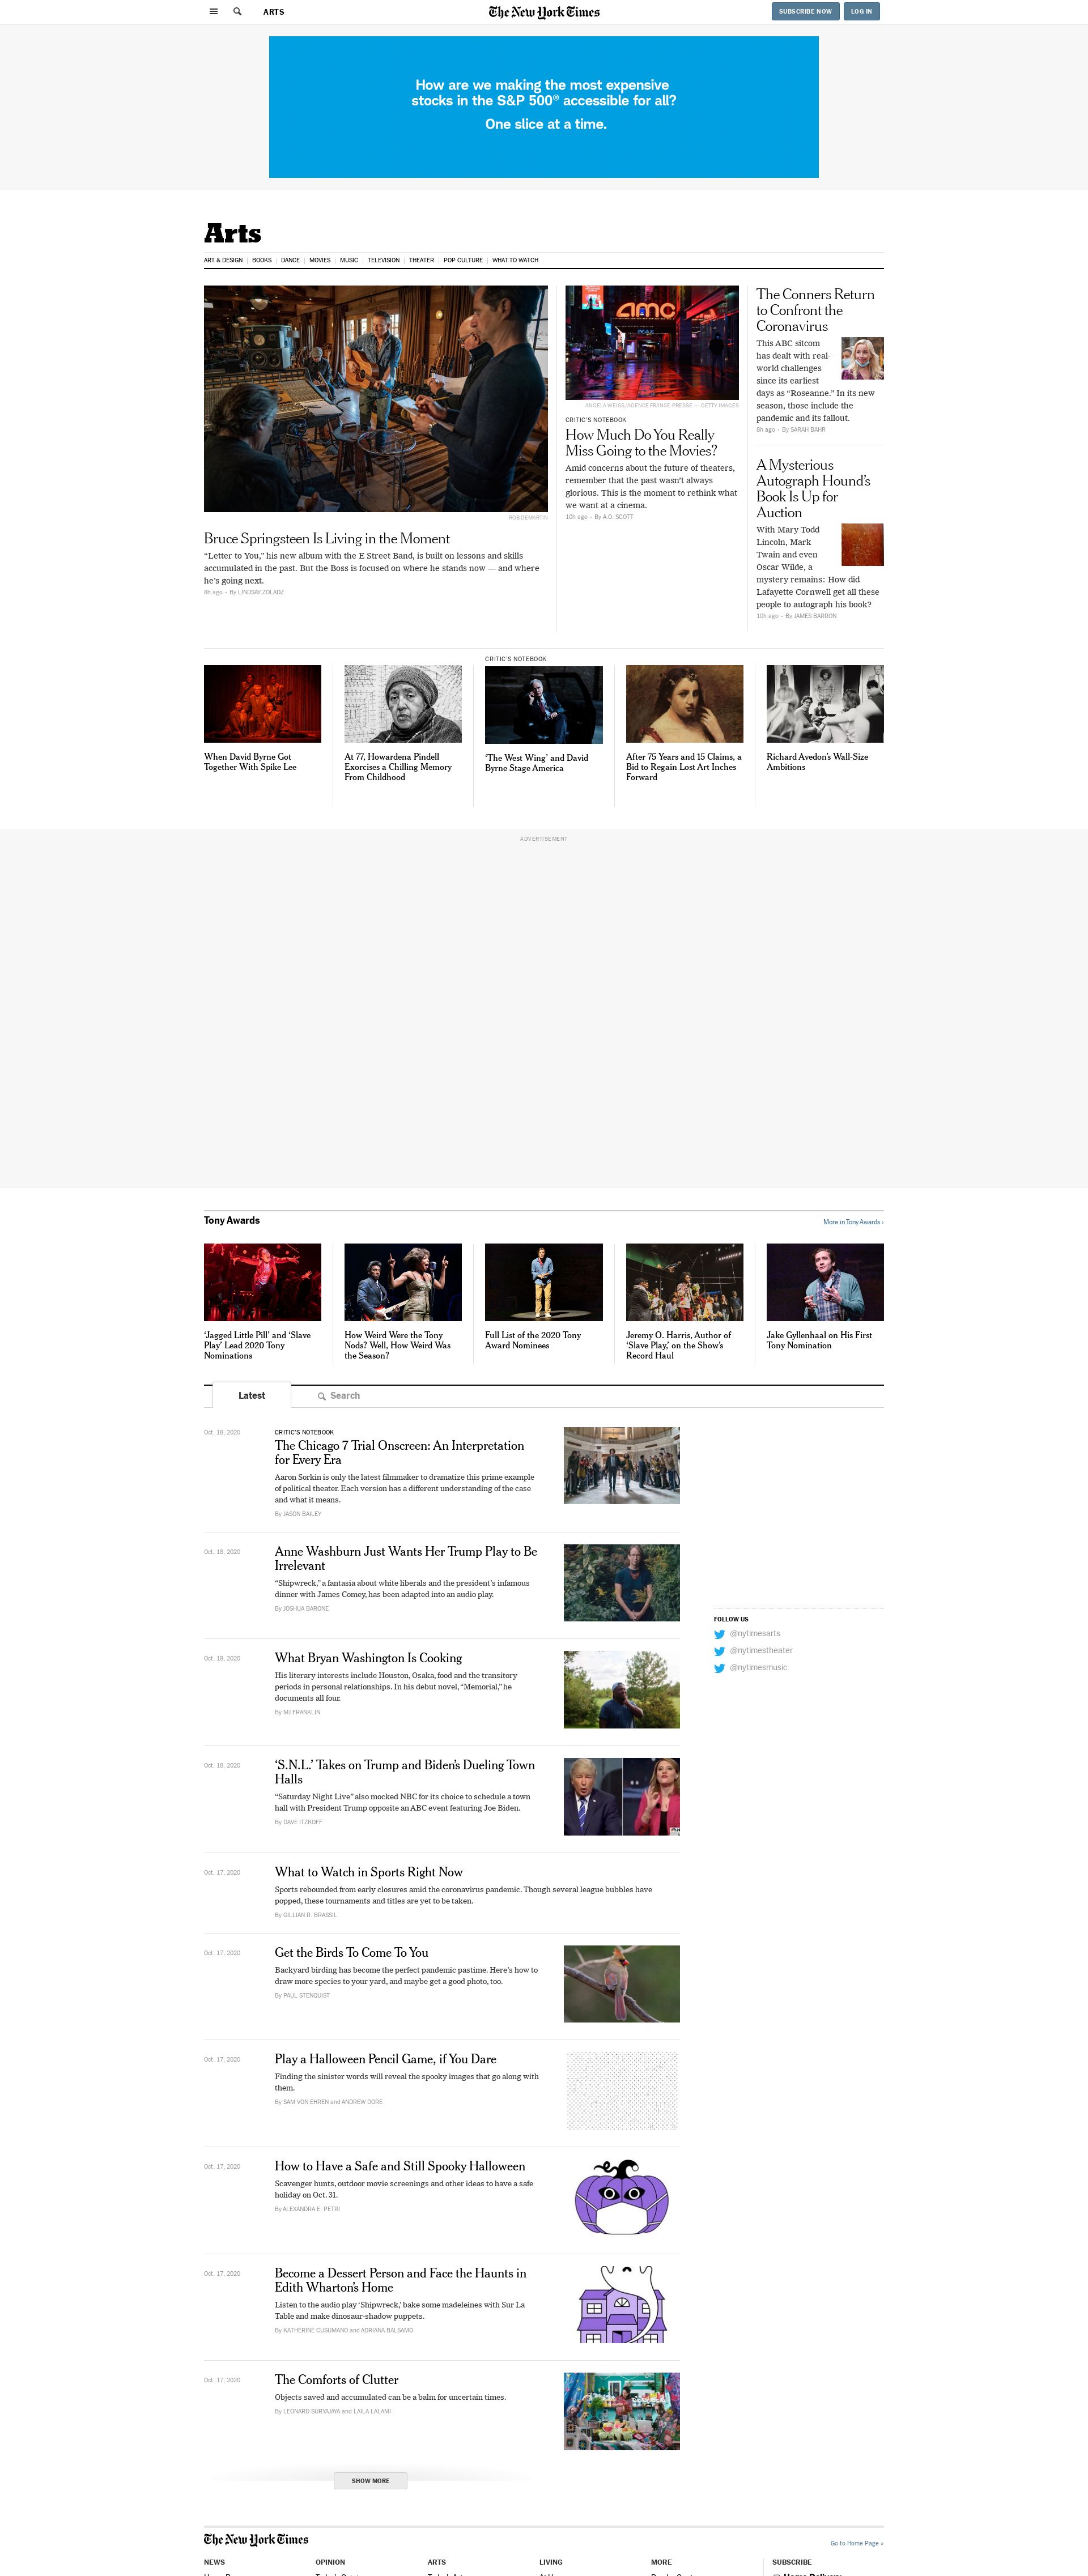 ARTS
The New York Times
SUBSCRIBE NOW
LOG IN
How are we making the most expensive
stocks in the S&P 500® accessible for all?
One slice at a time.
Arts
ART & DESIGN
BOOKS
DANCE
MOVIES
MUSIC
TELEVISION
THEATER
POP CULTURE
WHAT TO WATCH
amc
IMAX
ROB DEMARTIN
Bruce Springsteen Is Living in the Moment
“Letter to You,” his new album with the E Street Band, is built on lessons and skills
accumulated in the past. But the Boss is focused on where he stands now — and where
he’s going next.
8h ago - By LINDSAY ZOLADZ
ANGELA WEISS/AGENCE FRANCE-PRESSE — GETTY IMAGES
CRITIC’S NOTEBOOK
How Much Do You Really
Miss Going to the Movies?
Amid concerns about the future of theaters,
remember that the past wasn’t always
glorious. This is the moment to rethink what
we want at a cinema.
10h ago - By A.O. SCOTT
The Conners Return
to Confront the
Coronavirus
This ABC sitcom
has dealt with real-
world challenges
since its earliest
days as “Roseanne.” In its new
season, those include the
pandemic and its fallout.
8h ago - By SARAH BAHR
A Mysterious
Autograph Hound’s
Book Is Up for
Auction
With Mary Todd
Lincoln, Mark
Twain and even
Oscar Wilde, a
mystery remains: How did
Lafayette Cornwell get all these
people to autograph his book?
10h ago - By JAMES BARRON
When David Byrne Got
Together With Spike Lee
At 77, Howardena Pindell
Exorcises a Chilling Memory
From Childhood
CRITIC’S NOTEBOOK
‘The West Wing’ and David
Byrne Stage America
After 75 Years and 15 Claims, a
Bid to Regain Lost Art Inches
Forward
Richard Avedon’s Wall-Size
Ambitions
ADVERTISEMENT
Tony Awards
More in Tony Awards ›
‘Jagged Little Pill’ and ‘Slave
Play’ Lead 2020 Tony
Nominations
How Weird Were the Tony
Nods? Well, How Weird Was
the Season?
Full List of the 2020 Tony
Award Nominees
Jeremy O. Harris, Author of
‘Slave Play,’ on the Show’s
Record Haul
Jake Gyllenhaal on His First
Tony Nomination
Latest
Search
Oct. 18, 2020
CRITIC’S NOTEBOOK
The Chicago 7 Trial Onscreen: An Interpretation
for Every Era
Aaron Sorkin is only the latest filmmaker to dramatize this prime example
of political theater. Each version has a different understanding of the case
and what it means.
By JASON BAILEY
Oct. 18, 2020
Anne Washburn Just Wants Her Trump Play to Be
Irrelevant
“Shipwreck,” a fantasia about white liberals and the president’s infamous
dinner with James Comey, has been adapted into an audio play.
By JOSHUA BARONE
FOLLOW US
@nytimesarts
@nytimestheater
@nytimesmusic
Oct. 18, 2020
What Bryan Washington Is Cooking
His literary interests include Houston, Osaka, food and the transitory
periods in personal relationships. In his debut novel, “Memorial,” he
documents all four.
By MJ FRANKLIN
Oct. 18, 2020
‘S.N.L.’ Takes on Trump and Biden’s Dueling Town
Halls
“Saturday Night Live” also mocked NBC for its choice to schedule a town
hall with President Trump opposite an ABC event featuring Joe Biden.
By DAVE ITZKOFF
Oct. 17, 2020
What to Watch in Sports Right Now
Sports rebounded from early closures amid the coronavirus pandemic. Though several league bubbles have
popped, these tournaments and titles are yet to be taken.
By GILLIAN R. BRASSIL
Oct. 17, 2020
Get the Birds To Come To You
Backyard birding has become the perfect pandemic pastime. Here’s how to
draw more species to your yard, and maybe get a good photo, too.
By PAUL STENQUIST
Oct. 17, 2020
Play a Halloween Pencil Game, if You Dare
Finding the sinister words will reveal the spooky images that go along with
them.
By SAM VON EHREN and ANDREW DORE
Oct. 17, 2020
How to Have a Safe and Still Spooky Halloween
Scavenger hunts, outdoor movie screenings and other ideas to have a safe
holiday on Oct. 31.
By ALEXANDRA E. PETRI
Oct. 17, 2020
Become a Dessert Person and Face the Haunts in
Edith Wharton’s Home
Listen to the audio play ‘Shipwreck,’ bake some madeleines with Sur La
Table and make dinosaur-shadow puppets.
By KATHERINE CUSUMANO and ADRIANA BALSAMO
Oct. 17, 2020
The Comforts of Clutter
Objects saved and accumulated can be a balm for uncertain times.
By LEONARD SURYAJAYA and LAILA LALAMI
SHOW MORE
The New York Times
Go to Home Page »
NEWS
OPINION
ARTS
LIVING
MORE
SUBSCRIBE